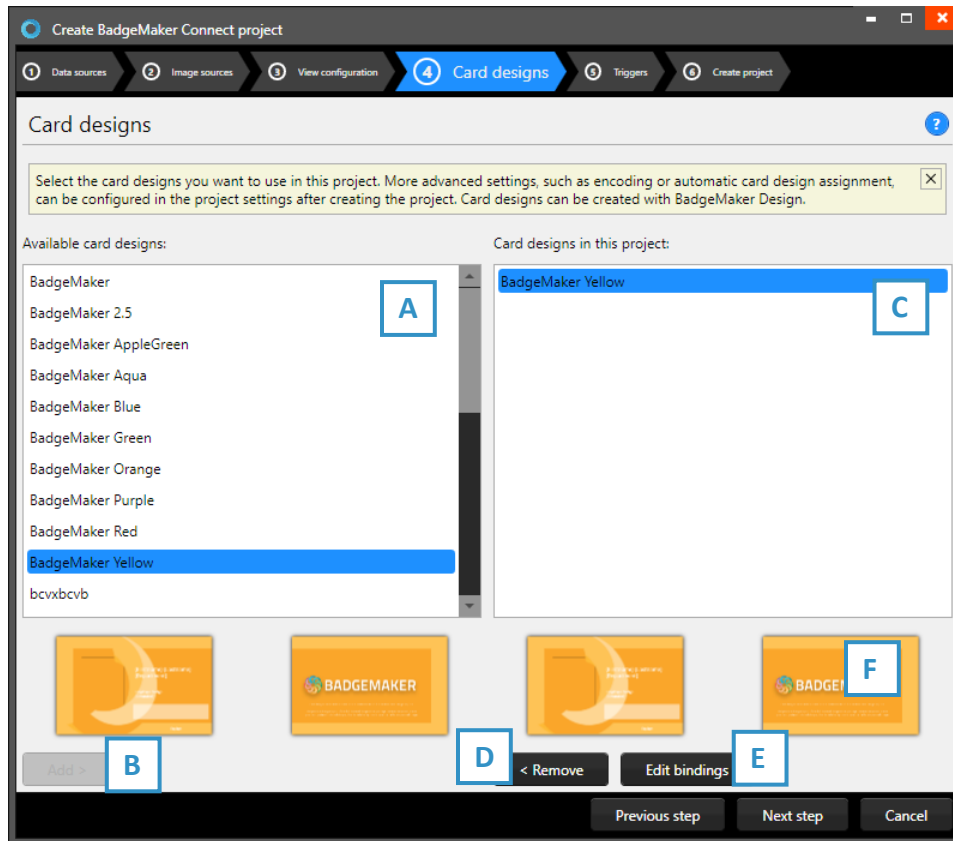 Create BadgeMaker Connect project
1 Data sources
2 Image sources
3 View configuration
4 Card designs
5 Triggers
6 Create project
Card designs
?
Select the card designs you want to use in this project. More advanced settings, such as encoding or automatic card design assignment,
can be configured in the project settings after creating the project. Card designs can be created with BadgeMaker Design.
Available card designs:
Card designs in this project:
BadgeMaker
BadgeMaker 2.5
BadgeMaker AppleGreen
BadgeMaker Aqua
BadgeMaker Blue
BadgeMaker Green
BadgeMaker Orange
BadgeMaker Purple
BadgeMaker Red
BadgeMaker Yellow
bcvxbcvb
A
BadgeMaker Yellow
C
BADGEMAKER
BADGE
F
Add >
B
D
< Remove
Edit bindings
E
Previous step
Next step
Cancel